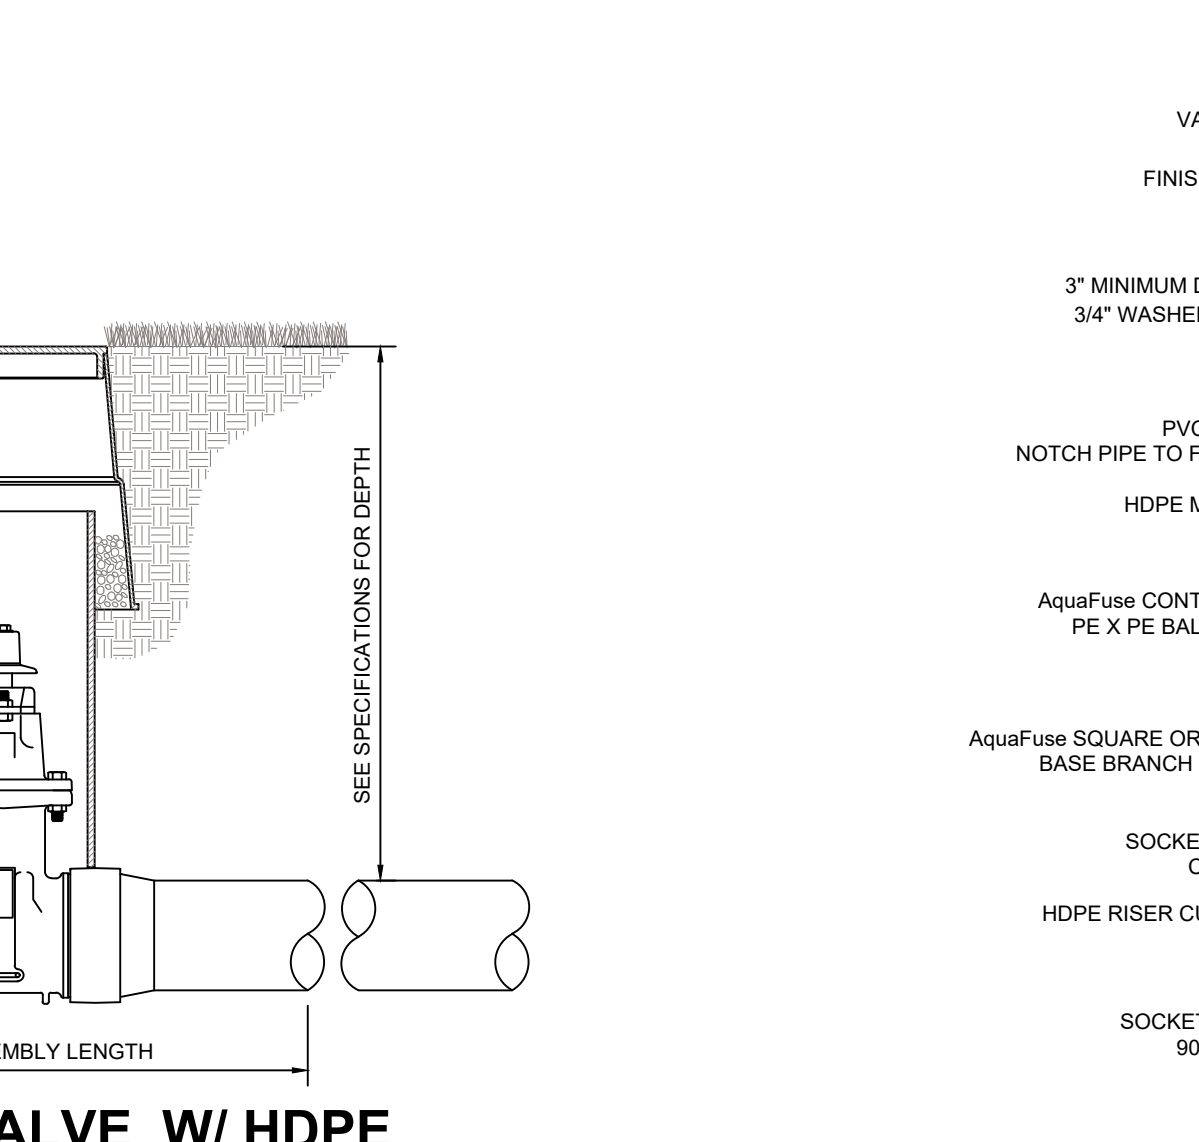 SEE SPECIFICATIONS FOR DEPTH
EMBLY LENGTH
ALVE W/ HDPE
VA
FINIS
3" MINIMUM D
3/4" WASHE
PVC
NOTCH PIPE TO F
HDPE M
AquaFuse CONT
PE X PE BAL
AquaFuse SQUARE OR
BASE BRANCH
SOCKE
C
HDPE RISER CU
SOCKET
90